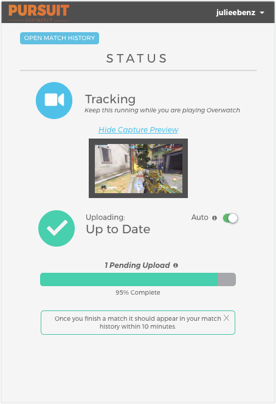 PURSUIT
julieebenz
OPEN MATCH HISTORY
STATUS
Tracking
Keep this running while you are playing Overwatch
Hide Capture Preview
Uploading:
Auto
Up to Date
1 Pending Upload
95% Complete
Once you finish a match it should appear in your match
history within 10 minutes.
X